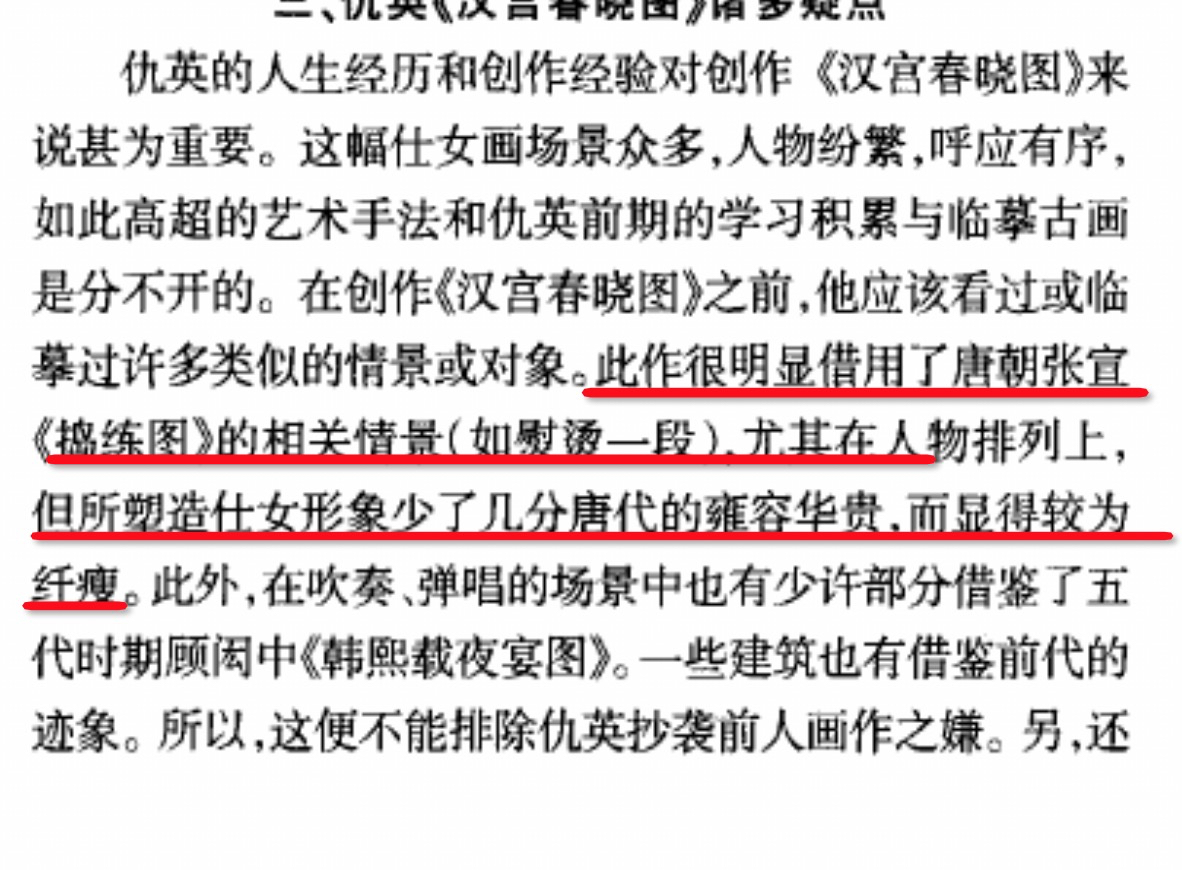 三、仇英《汉宫春晓图》诸多疑点
仇英的人生经历和创作经验对创作《汉宫春晓图》来
说甚为重要。这幅仕女画场景众多,人物纷繁,呼应有序,
如此高超的艺术手法和仇英前期的学习积累与临摹古画
是分不开的。在创作《汉宫春晓图》之前,他应该看过或临
摹过许多类似的情景或对象。此作很明显借用了唐朝张宣
《捣练图》的相关情景(如熨烫一段),尤其在人物排列上,
但所塑造仕女形象少了几分唐代的雍容华贵,而显得较为
纤瘦。此外,在吹奏、弹唱的场景中也有少许部分借鉴了五
代时期顾闳中《韩熙载夜宴图》。一些建筑也有借鉴前代的
迹象。所以,这便不能排除仇英抄袭前人画作之嫌。另,还